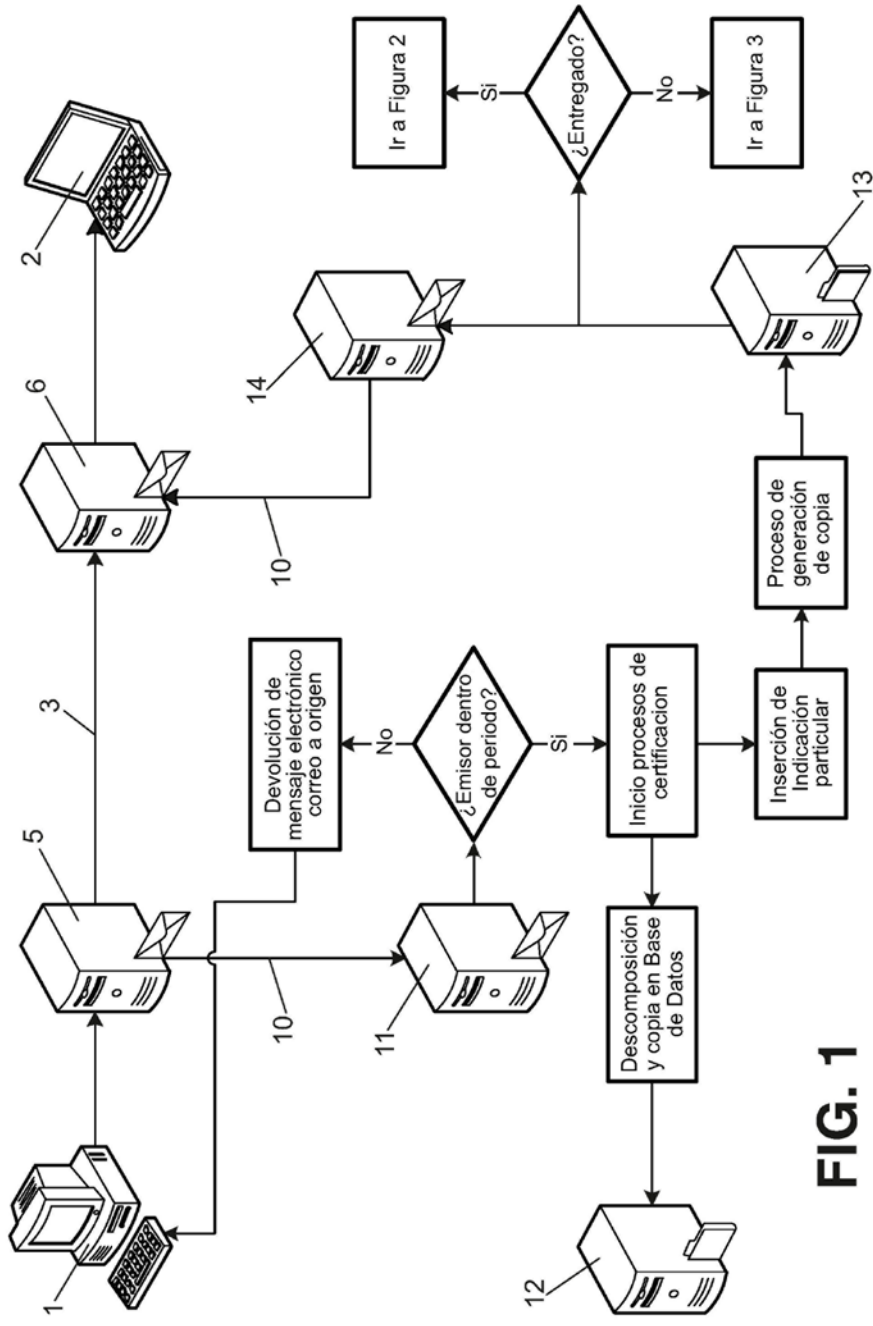 1
2
3
5
6
10
14
10
11
12
13
Devolución de
mensaje electrónico
correo a origen
No
¿Emisor dentro
de periodo?
Si
Inicio procesos de
certificacion
Descomposición
y copia en Base
de Datos
Inserción de
Indicación
particular
Proceso de
generación
de copia
Ir a Figura 2
Si
¿Entregado?
No
Ir a Figura 3
FIG. 1